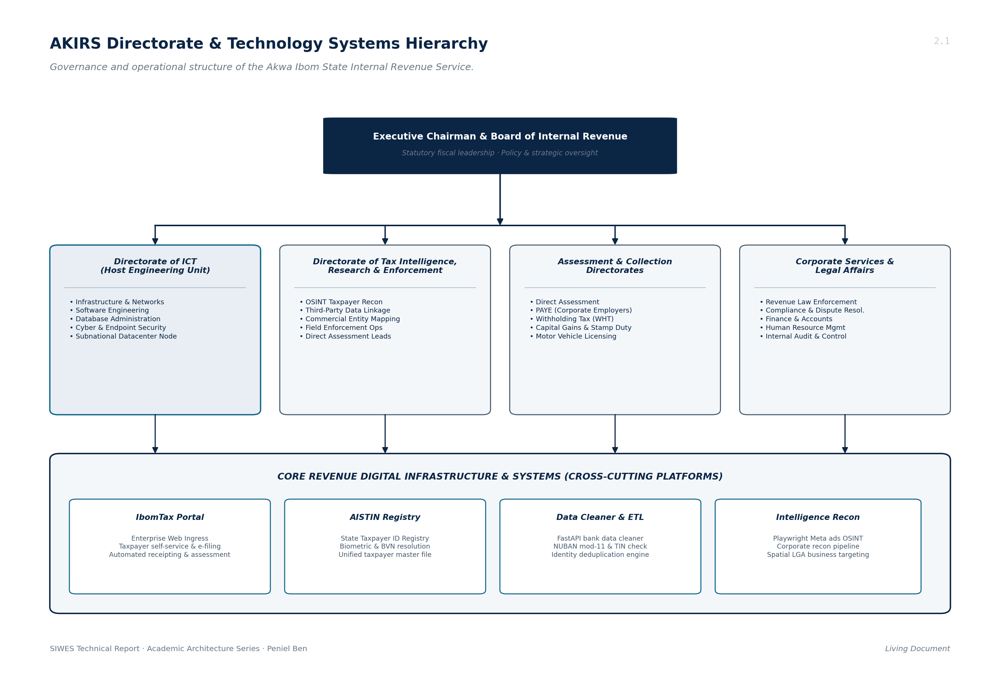 AKIRS Directorate & Technology Systems Hierarchy
2.1
Governance and operational structure of the Akwa Ibom State Internal Revenue Service.
Executive Chairman & Board of Internal Revenue
Statutory fiscal leadership · Policy & strategic oversight
Directorate of ICT
(Host Engineering Unit)
• Infrastructure & Networks
• Software Engineering
• Database Administration
• Cyber & Endpoint Security
• Subnational Datacenter Node
Directorate of Tax Intelligence,
Research & Enforcement
• OSINT Taxpayer Recon
• Third-Party Data Linkage
• Commercial Entity Mapping
• Field Enforcement Ops
• Direct Assessment Leads
Assessment & Collection
Directorates
• Direct Assessment
• PAYE (Corporate Employers)
• Withholding Tax (WHT)
• Capital Gains & Stamp Duty
• Motor Vehicle Licensing
Corporate Services &
Legal Affairs
• Revenue Law Enforcement
• Compliance & Dispute Resol.
• Finance & Accounts
• Human Resource Mgmt
• Internal Audit & Control
CORE REVENUE DIGITAL INFRASTRUCTURE & SYSTEMS (CROSS-CUTTING PLATFORMS)
IbomTax Portal
Enterprise Web Ingress
Taxpayer self-service & e-filing
Automated receipting & assessment
AISTIN Registry
State Taxpayer ID Registry
Biometric & BVN resolution
Unified taxpayer master file
Data Cleaner & ETL
FastAPI bank data cleaner
NUBAN mod-11 & TIN check
Identity deduplication engine
Intelligence Recon
Playwright Meta ads OSINT
Corporate recon pipeline
Spatial LGA business targeting
SIWES Technical Report · Academic Architecture Series · Peniel Ben
Living Document